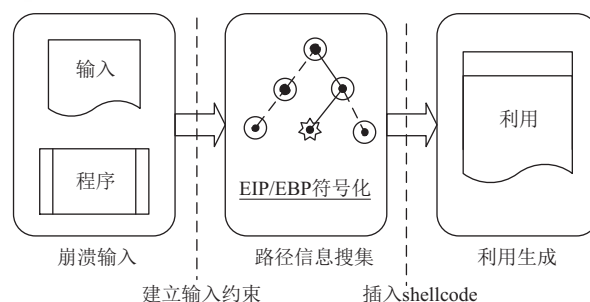 输入
程序
EIP/EBP符号化
利用
崩溃输入
路径信息搜集
利用生成
建立输入约束
插入shellcode